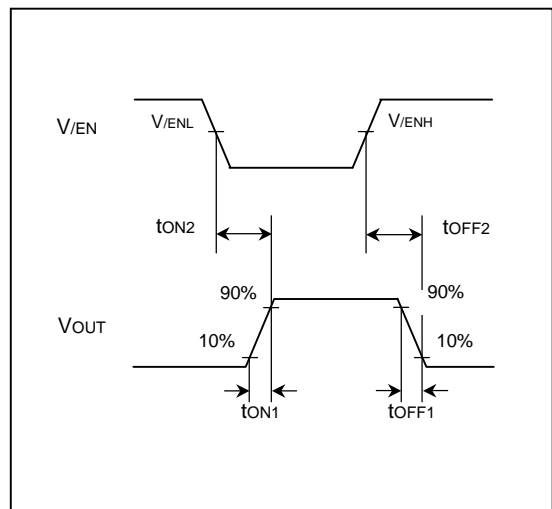 V/EN
V/ENL
V/ENH
tON2
tOFF2
90%
90%
VOUT
10%
10%
tON1
tOFF1